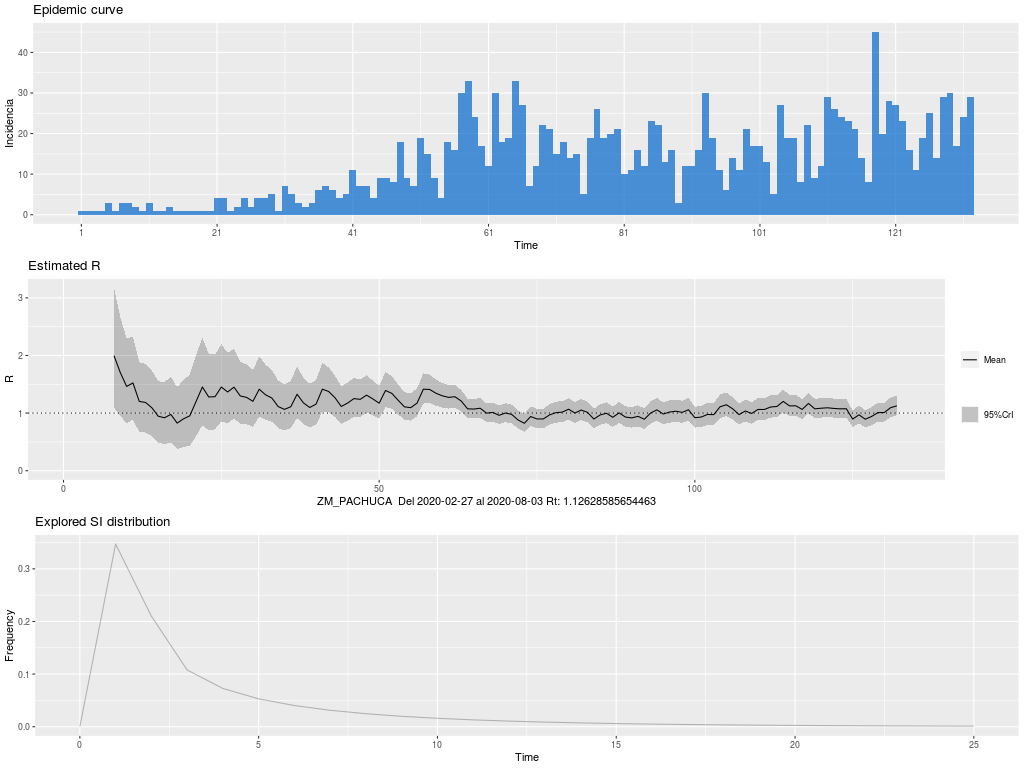 Epidemic curve
40
30
20
10
0
Incidencia
1 21 41 61 81 101 121
Time
Estimated R
3
2
1
0
R
Mean
95%CrI
0 50 100
ZM_PACHUCA Del 2020-02-27 al 2020-08-03 Rt: 1.12628585654463
Explored SI distribution
0.3
0.2
0.1
0.0
Frequency
0 5 10 15 20 25
Time